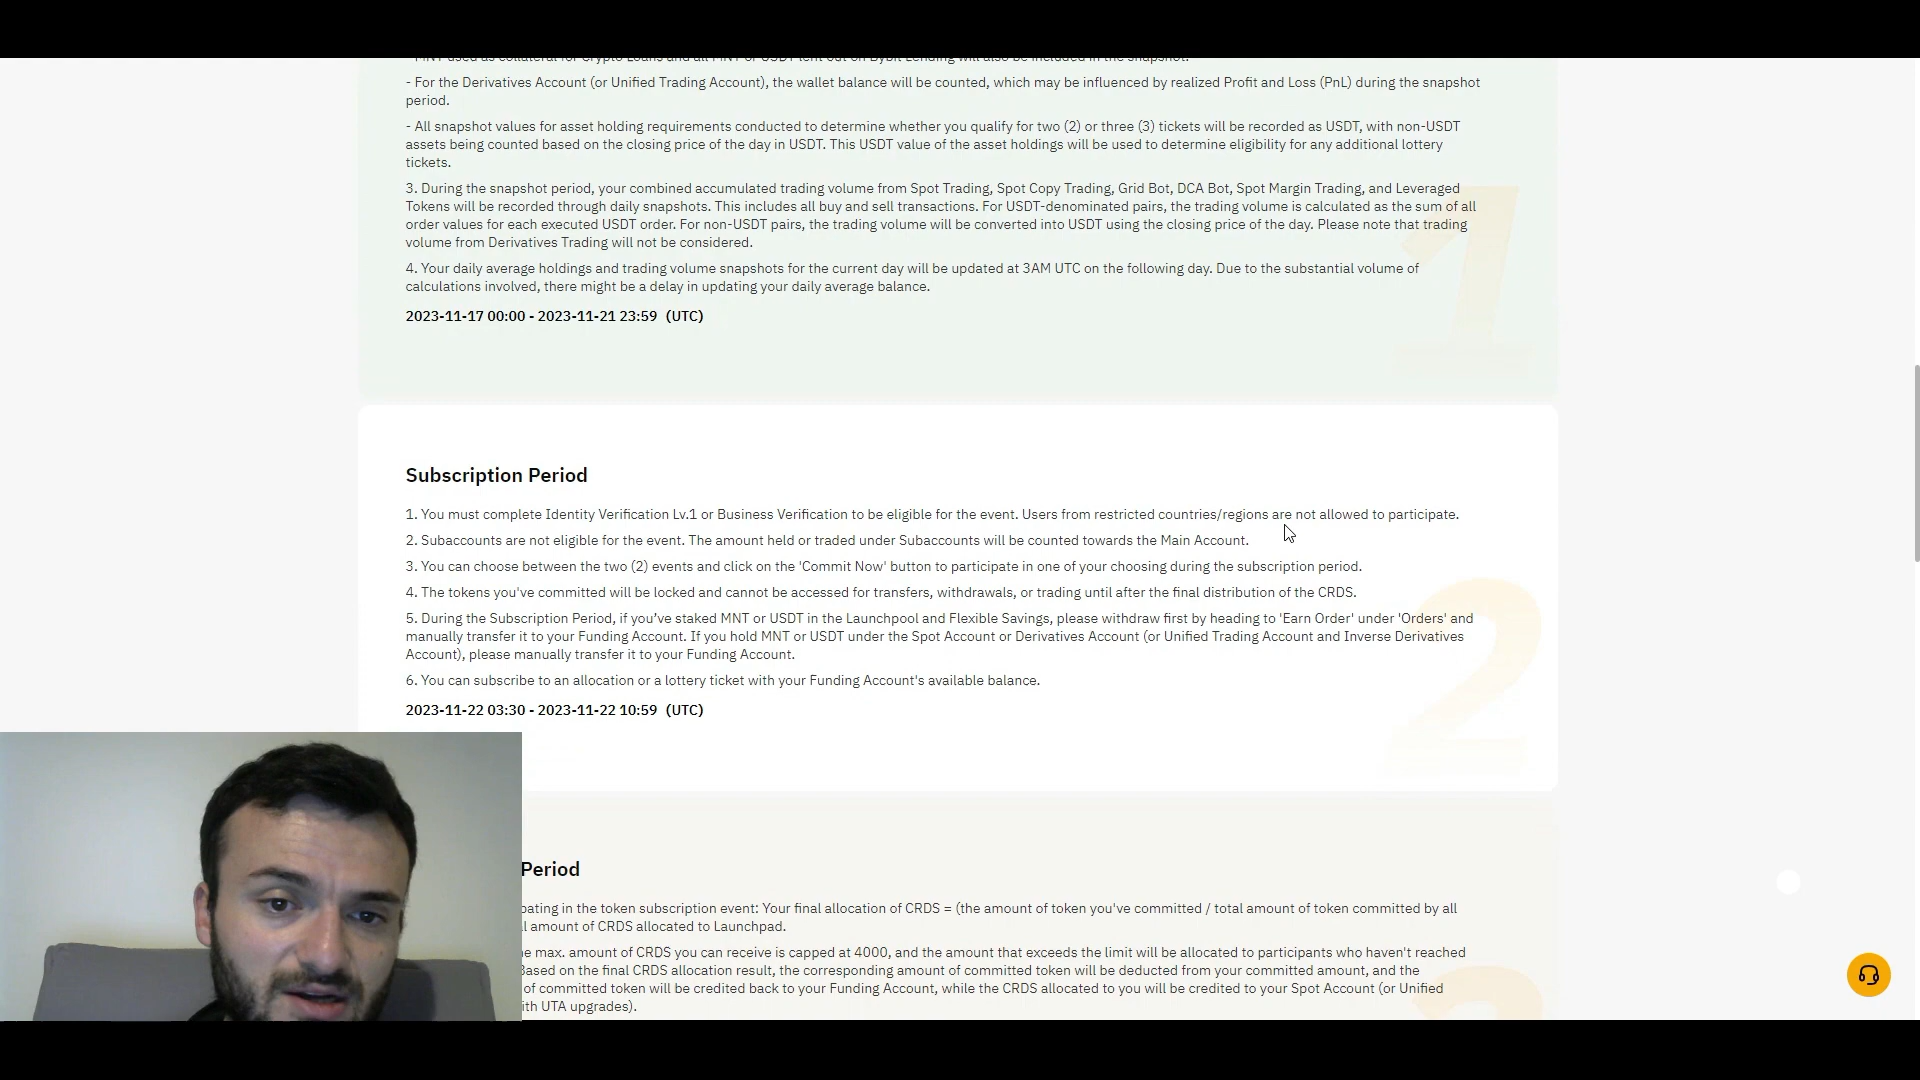 - MNT used as collateral for Crypto Loans and all MNT or USDT lent out on Bybit Lending will also be included in the snapshot.
- For the Derivatives Account (or Unified Trading Account), the wallet balance will be counted, which may be influenced by realized Profit and Loss (PnL) during the snapshot
period.
- All snapshot values for asset holding requirements conducted to determine whether you qualify for two (2) or three (3) tickets will be recorded as USDT, with non-USDT
assets being counted based on the closing price of the day in USDT. This USDT value of the asset holdings will be used to determine eligibility for any additional lottery
tickets.
3. During the snapshot period, your combined accumulated trading volume from Spot Trading, Spot Copy Trading, Grid Bot, DCA Bot, Spot Margin Trading, and Leveraged
Tokens will be recorded through daily snapshots. This includes all buy and sell transactions. For USDT-denominated pairs, the trading volume is calculated as the sum of all
order values for each executed USDT order. For non-USDT pairs, the trading volume will be converted into USDT using the closing price of the day. Please note that trading
volume from Derivatives Trading will not be considered.
4. Your daily average holdings and trading volume snapshots for the current day will be updated at 3AM UTC on the following day. Due to the substantial volume of
calculations involved, there might be a delay in updating your daily average balance.
2023-11-17 00:00 - 2023-11-21 23:59 (UTC)
1
Subscription Period
1. You must complete Identity Verification Lv.1 or Business Verification to be eligible for the event. Users from restricted countries/regions are not allowed to participate.
2. Subaccounts are not eligible for the event. The amount held or traded under Subaccounts will be counted towards the Main Account.
3. You can choose between the two (2) events and click on the 'Commit Now' button to participate in one of your choosing during the subscription period.
4. The tokens you've committed will be locked and cannot be accessed for transfers, withdrawals, or trading until after the final distribution of the CRDS.
5. During the Subscription Period, if you’ve staked MNT or USDT in the Launchpool and Flexible Savings, please withdraw first by heading to 'Earn Order' under 'Orders' and
manually transfer it to your Funding Account. If you hold MNT or USDT under the Spot Account or Derivatives Account (or Unified Trading Account and Inverse Derivatives
Account), please manually transfer it to your Funding Account.
6. You can subscribe to an allocation or a lottery ticket with your Funding Account's available balance.
2023-11-22 03:30 - 2023-11-22 10:59 (UTC)
2
Period
pating in the token subscription event: Your final allocation of CRDS = (the amount of token you've committed / total amount of token committed by all
l amount of CRDS allocated to Launchpad.
e max. amount of CRDS you can receive is capped at 4000, and the amount that exceeds the limit will be allocated to participants who haven't reached
Based on the final CRDS allocation result, the corresponding amount of committed token will be deducted from your committed amount, and the
of committed token will be credited back to your Funding Account, while the CRDS allocated to you will be credited to your Spot Account (or Unified
ith UTA upgrades).